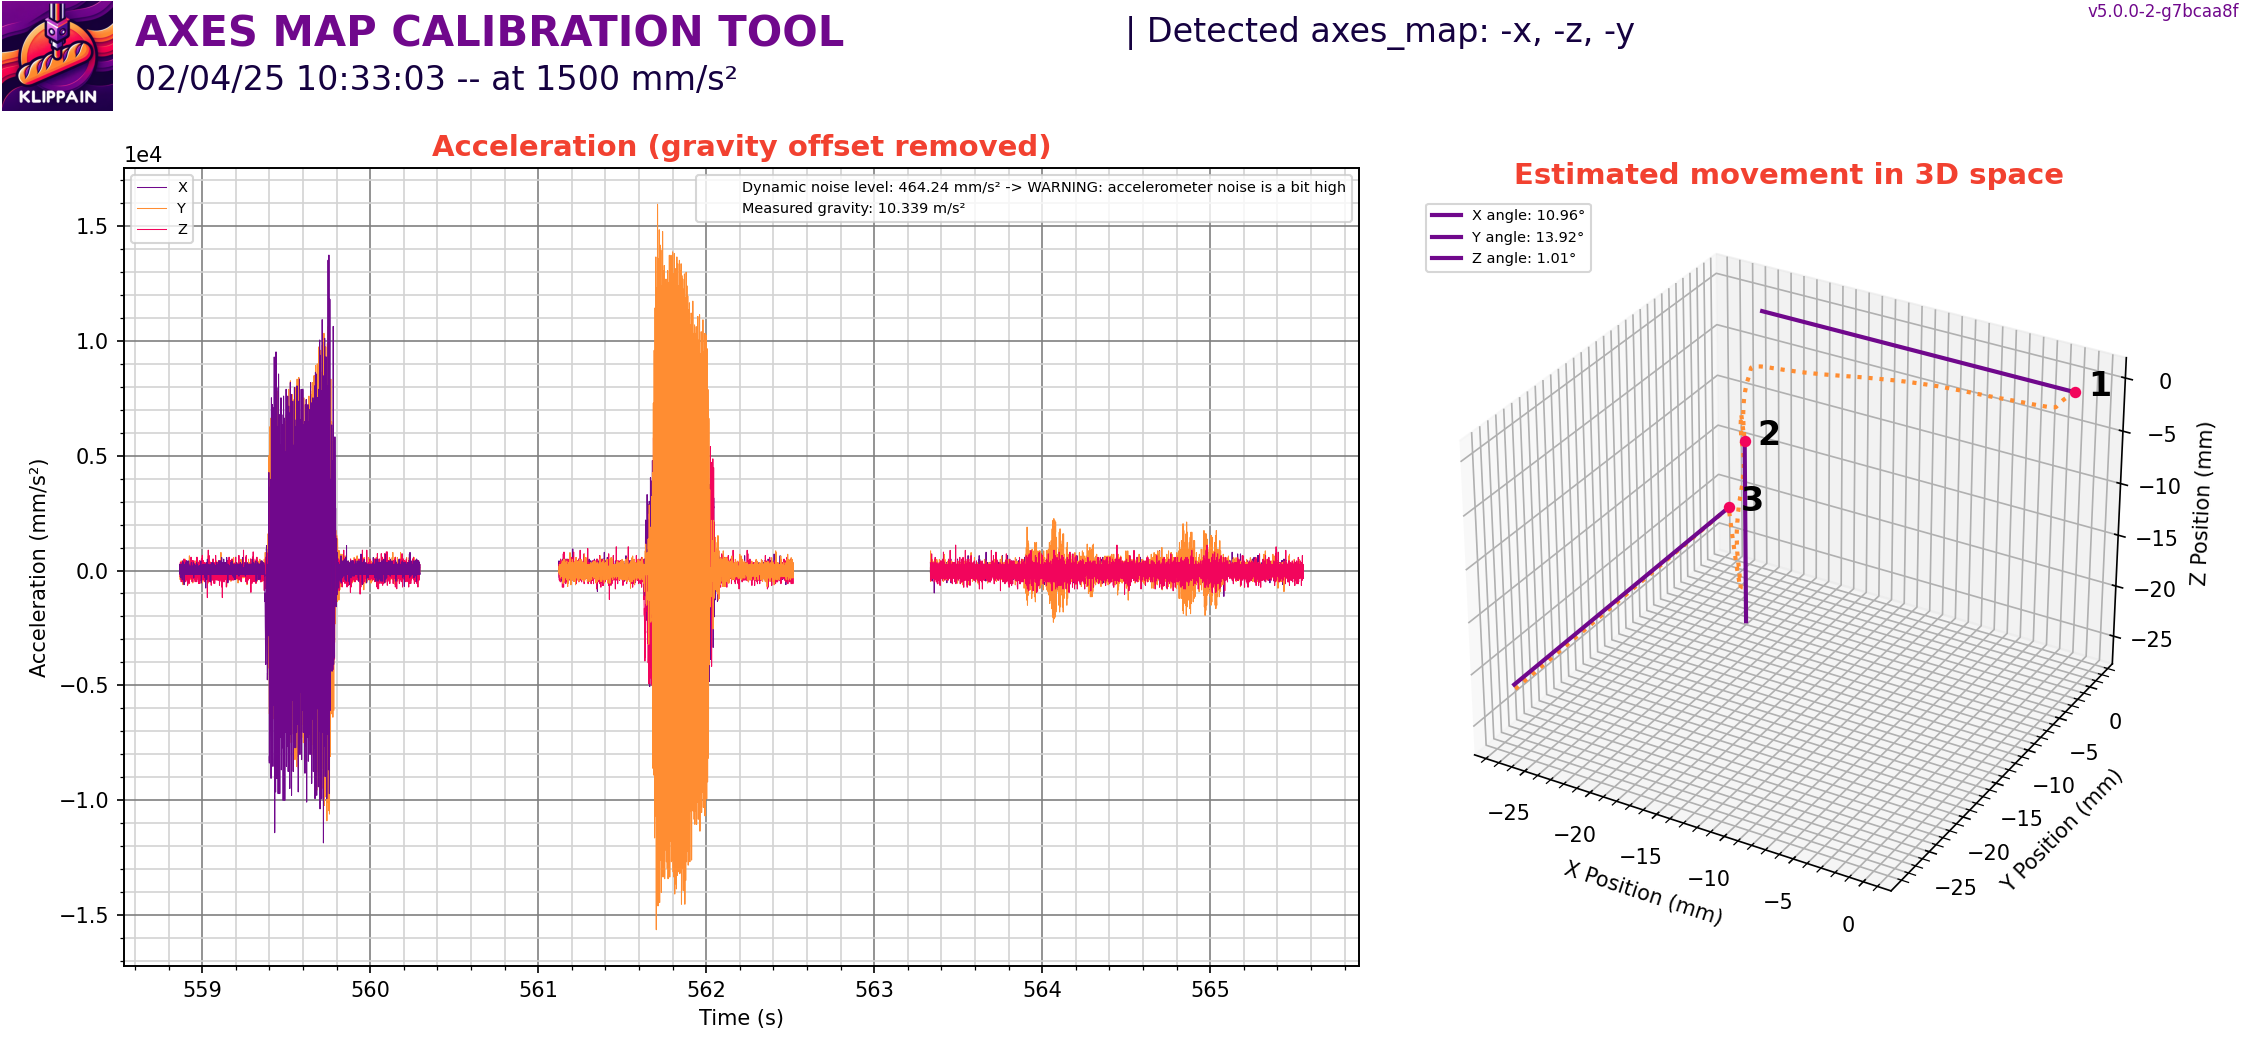 AXES MAP CALIBRATION TOOL
| Detected axes_map: -x, -z, -y
v5.0.0-2-g7bcaa8f
02/04/25 10:33:03 -- at 1500 mm/s²
KLIPPAIN
Acceleration (gravity offset removed)
1e4
X
Y
Z
Dynamic noise level: 464.24 mm/s² -> WARNING: accelerometer noise is a bit high
Measured gravity: 10.339 m/s²
1.5
1.0
0.5
0.0
−0.5
−1.0
−1.5
Acceleration (mm/s²)
559 560 561 562 563 564 565
Time (s)
Estimated movement in 3D space
X angle: 10.96°
Y angle: 13.92°
Z angle: 1.01°
1
2
3
0
−5
−10
−15
−20
−25
Z Position (mm)
0
−5
−10
−15
−20
−25
Y Position (mm)
−25
−20
−15
−10
−5
0
X Position (mm)